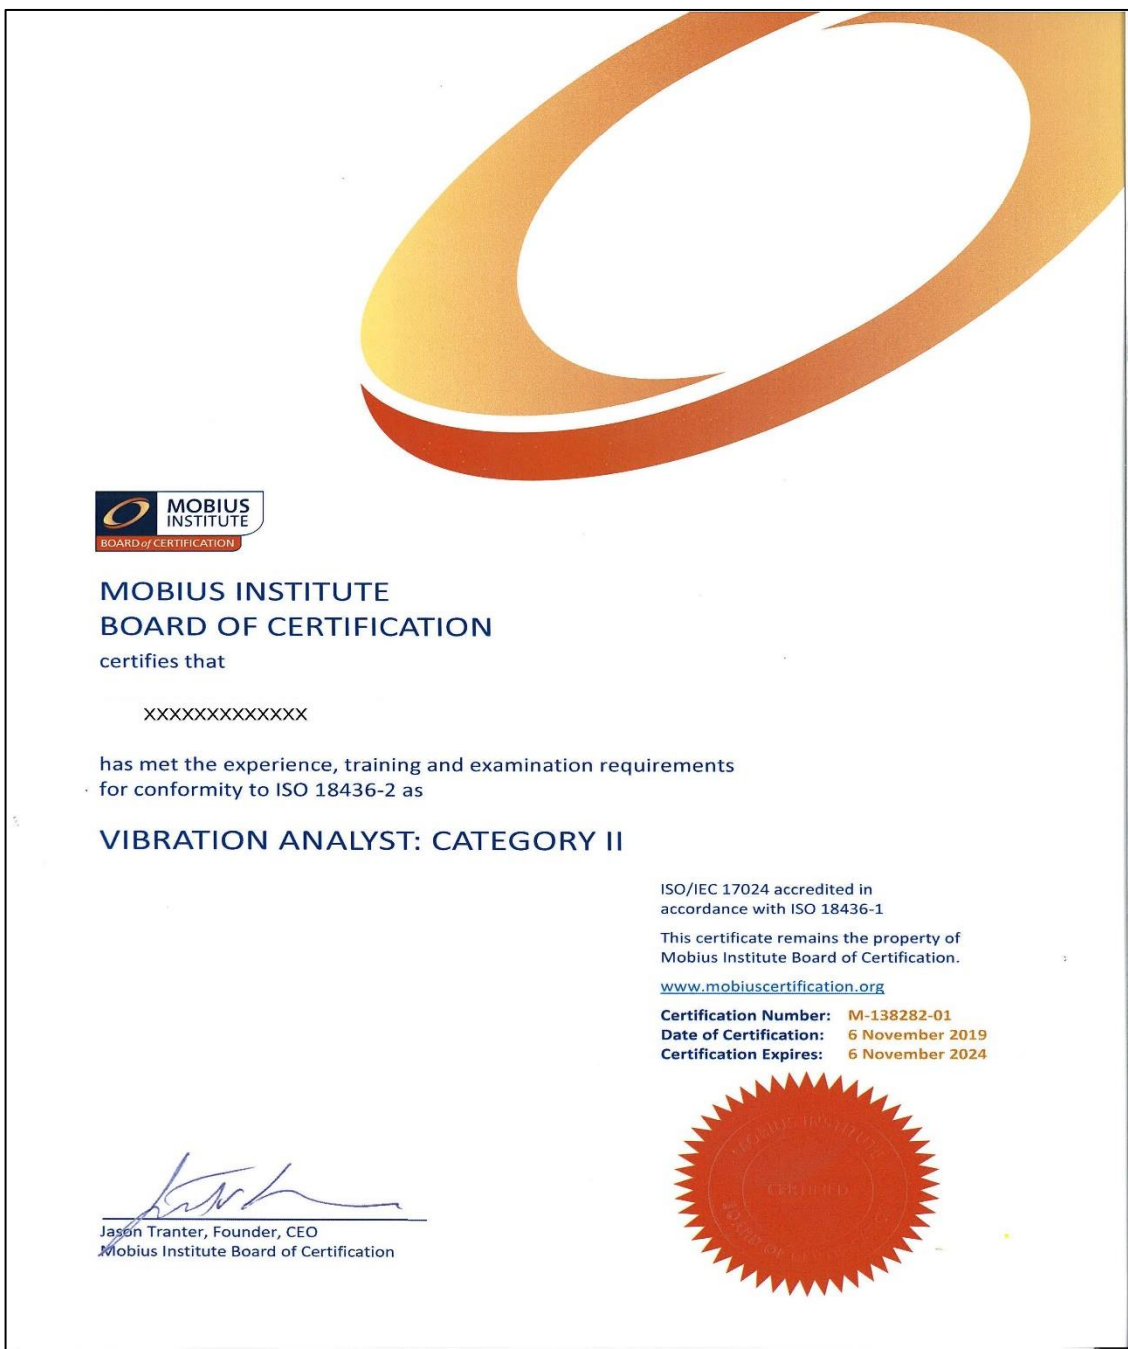 MOBIUS
INSTITUTE
BOARD of CERTIFICATION
MOBIUS INSTITUTE
BOARD OF CERTIFICATION
certifies that
XXXXXXXXXXXXX
has met the experience, training and examination requirements
for conformity to ISO 18436-2 as
VIBRATION ANALYST: CATEGORY II
ISO/IEC 17024 accredited in
accordance with ISO 18436-1
This certificate remains the property of
Mobius Institute Board of Certification.
www.mobiuscertification.org
Certification Number: M-138282-01
Date of Certification: 6 November 2019
Certification Expires: 6 November 2024
MOBIUS INSTITUTE
CERTIFIED
BOARD OF
Jason Tranter, Founder, CEO
Mobius Institute Board of Certification